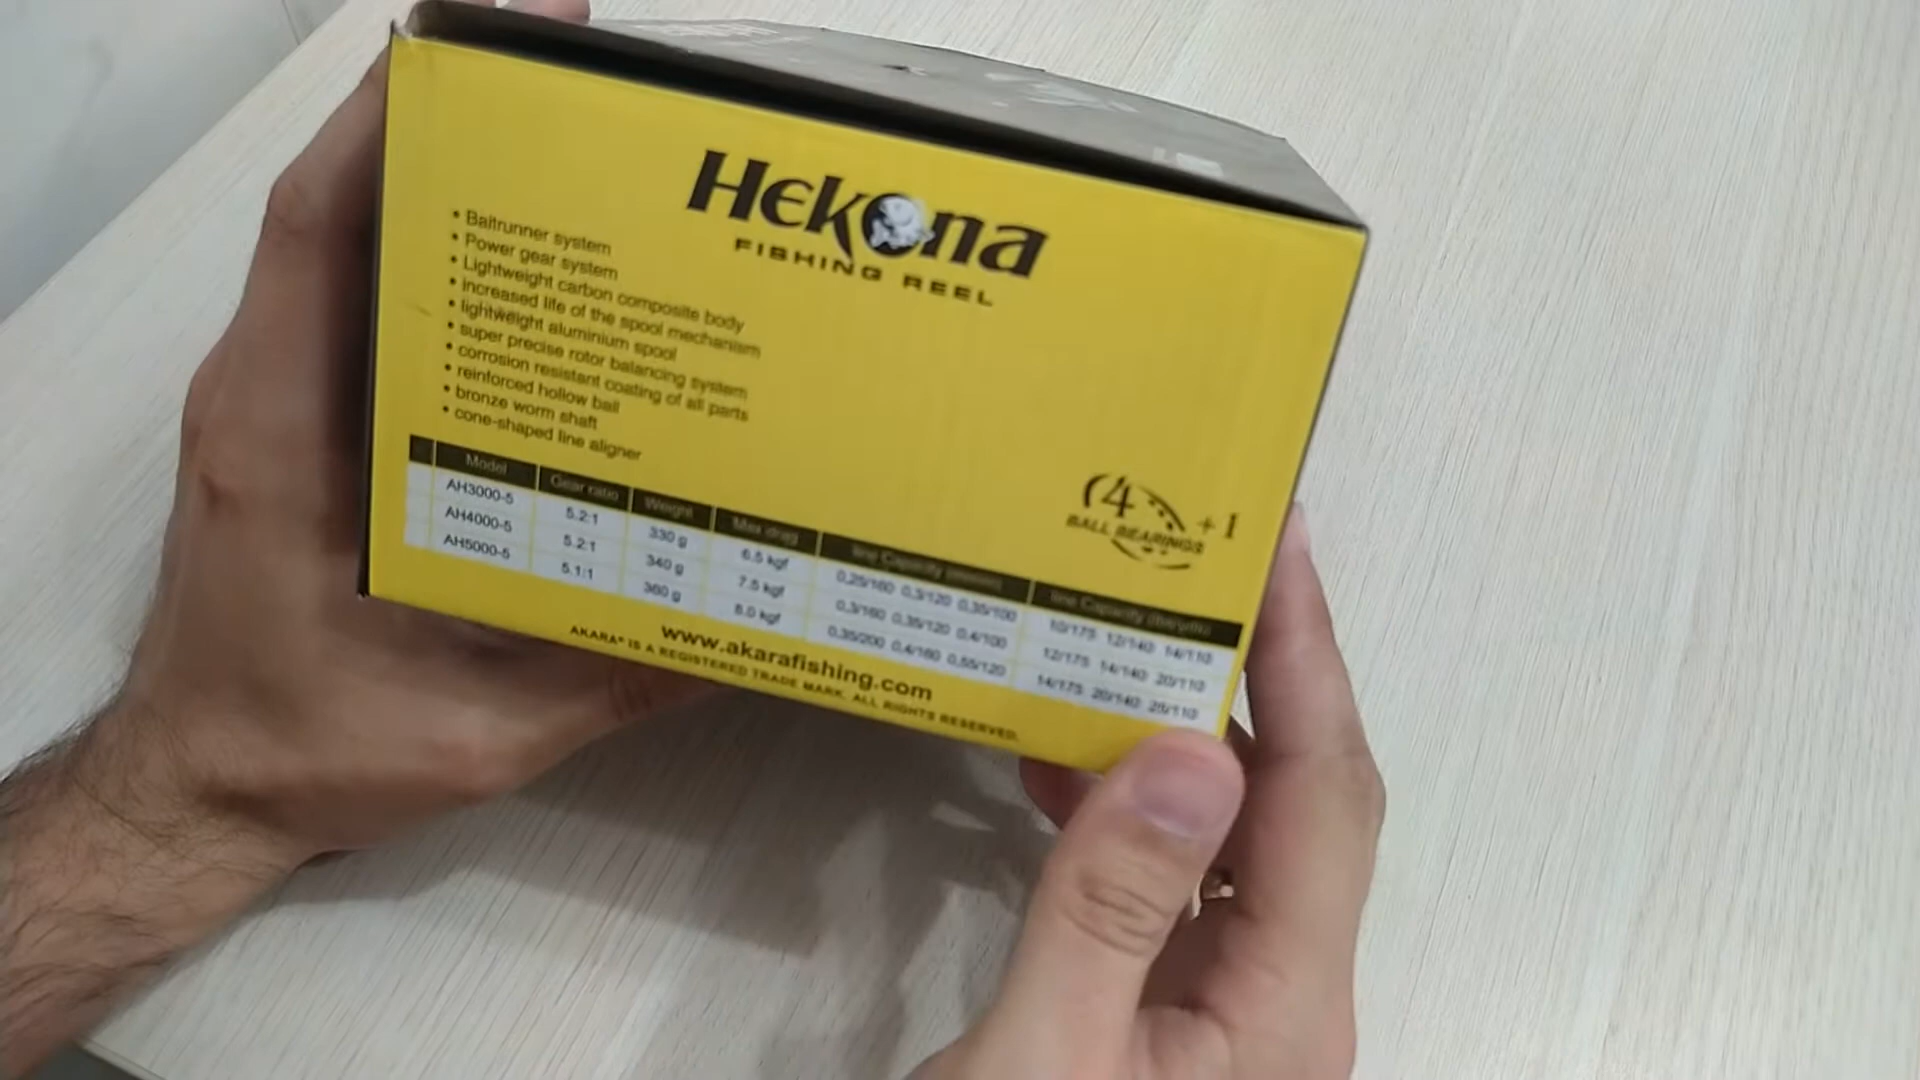 Hekona
FISHING REEL
• Baitrunner system
• Power gear system
• Lightweight carbon composite body
• increased life of the spool mechanism
• lightweight aluminium spool
• super precise rotor balancing system
• corrosion resistant coating of all parts
• reinforced hollow bail
• bronze worm shaft
• cone-shaped line aligner
4 + 1
BALL BEARINGS
Model Gear ratio Weight Max drag line Capacity line Capacity
AH3000-5 5.2:1 330 g 6.5 kgf 0,25/160 0,3/120 0,35/100 10/175 12/140 14/110
AH4000-5 5.2:1 340 g 7.5 kgf 0,3/160 0,35/120 0,4/100 12/175 14/140 20/110
AH5000-5 5.1:1 360 g 8.0 kgf 0,35/200 0,4/160 14/175 20/140 25/110
www.akarafishing.com
AKARA® IS A REGISTERED TRADE MARK. ALL RIGHTS RESERVED.